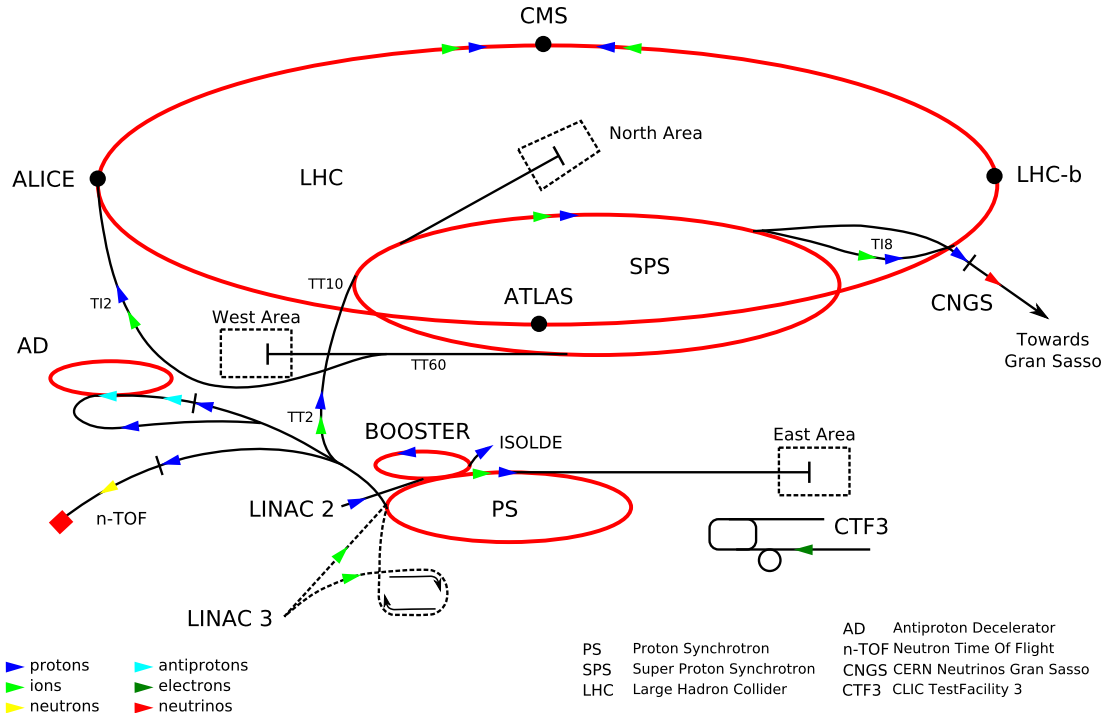 CMS
North Area
ALICE
LHC
LHC-b
TI8
SPS
TT10
TI2
ATLAS
CNGS
West Area
Towards
Gran Sasso
AD
TT60
TT2
BOOSTER
ISOLDE
East Area
LINAC 2
PS
n-TOF
CTF3
LINAC 3
protons
ions
neutrons
antiprotons
electrons
neutrinos
PS Proton Synchrotron
SPS Super Proton Synchrotron
LHC Large Hadron Collider
AD Antiproton Decelerator
n-TOF Neutron Time Of Flight
CNGS CERN Neutrinos Gran Sasso
CTF3 CLIC TestFacility 3